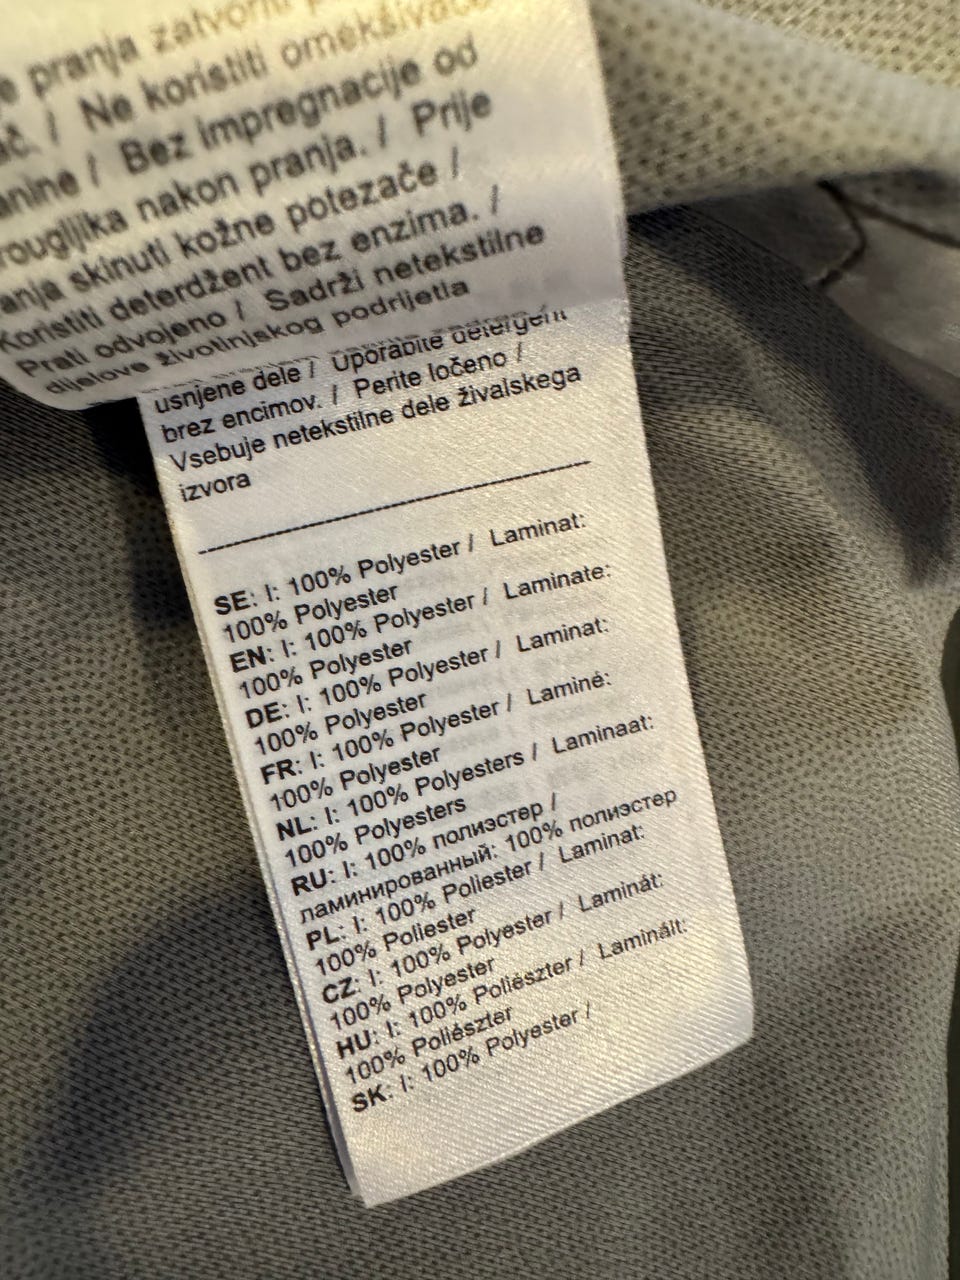 e pranja zatvoriti
/ Ne koristiti omekšivače
anine / Bez impregnacije od
rougljika nakon pranja. / Prije
anja skinuti kožne potezače /
Koristiti deterdžent bez enzima. /
Prati odvojeno / Sadrži netekstilne
dijelove životinjskog podrijetla
usnjene dele / Uporabite detergent
brez encimov. / Perite ločeno /
Vsebuje netekstilne dele živalskega
izvora
SE: I: 100% Polyester / Laminat:
100% Polyester
EN: I: 100% Polyester / Laminate:
100% Polyester
DE: I: 100% Polyester / Laminat:
100% Polyester
FR: I: 100% Polyester / Laminé:
100% Polyester
NL: I: 100% Polyesters / Laminaat:
100% Polyesters
RU: I: 100% полиэстер /
ламинированный: 100% полиэстер
PL: I: 100% Poliester / Laminat:
100% Poliester
CZ: I: 100% Polyester / Laminát:
100% Polyester
HU: I: 100% Poliészter / Laminált:
100% Poliészter
SK: I: 100% Polyester /